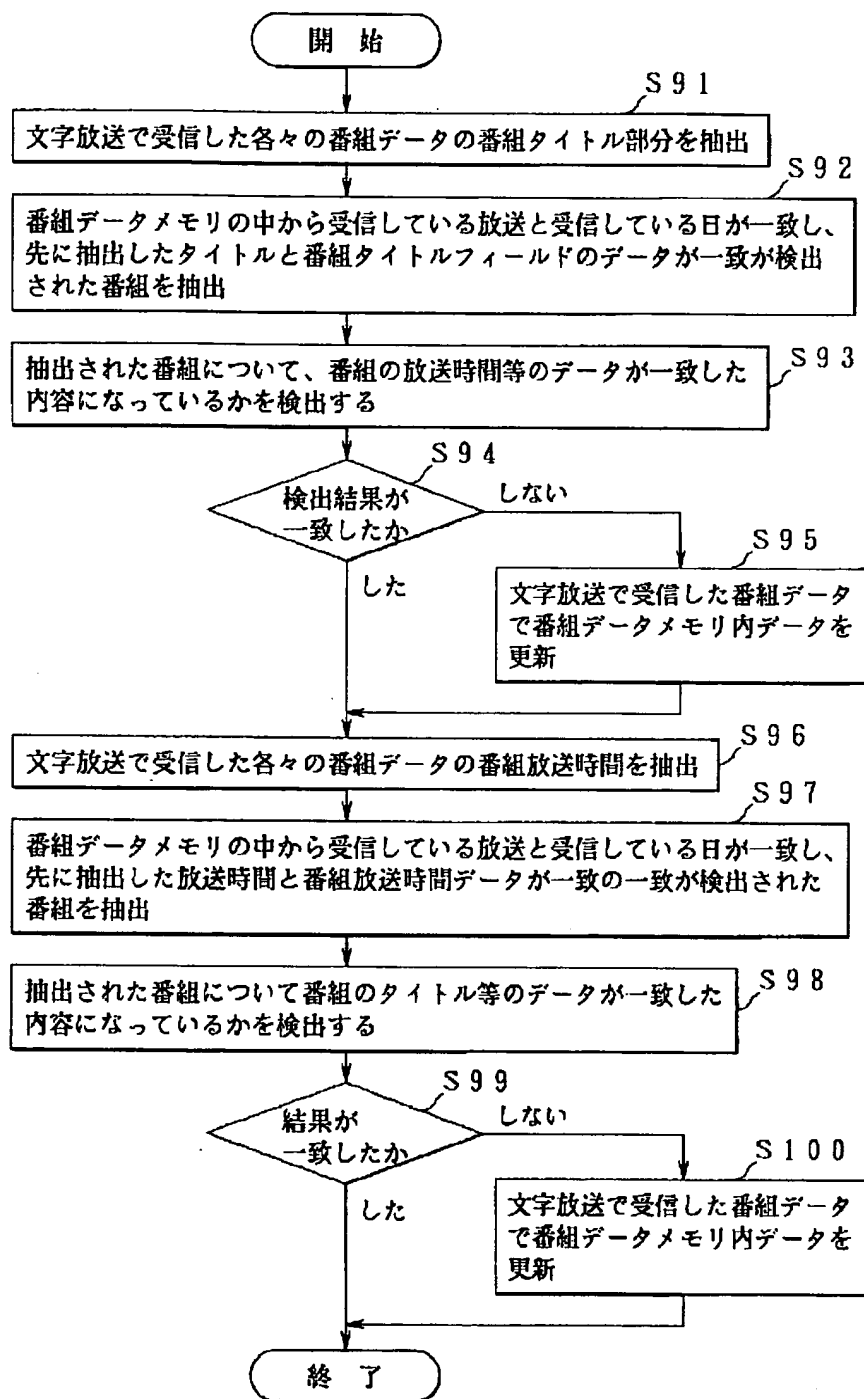 開 始
S91
文字放送で受信した各々の番組データの番組タイトル部分を抽出
S92
番組データメモリの中から受信している放送と受信している日が一致し、
先に抽出したタイトルと番組タイトルフィールドのデータが一致が検出
された番組を抽出
S93
抽出された番組について、番組の放送時間等のデータが一致した
内容になっているかを検出する
S94
検出結果が
一致したか
しない
した
S95
文字放送で受信した番組データ
で番組データメモリ内データを
更新
S96
文字放送で受信した各々の番組データの番組放送時間を抽出
S97
番組データメモリの中から受信している放送と受信している日が一致し、
先に抽出した放送時間と番組放送時間データが一致の一致が検出された
番組を抽出
S98
抽出された番組について番組のタイトル等のデータが一致した
内容になっているかを検出する
S99
結果が
一致したか
しない
した
S100
文字放送で受信した番組データ
で番組データメモリ内データを
更新
終 了